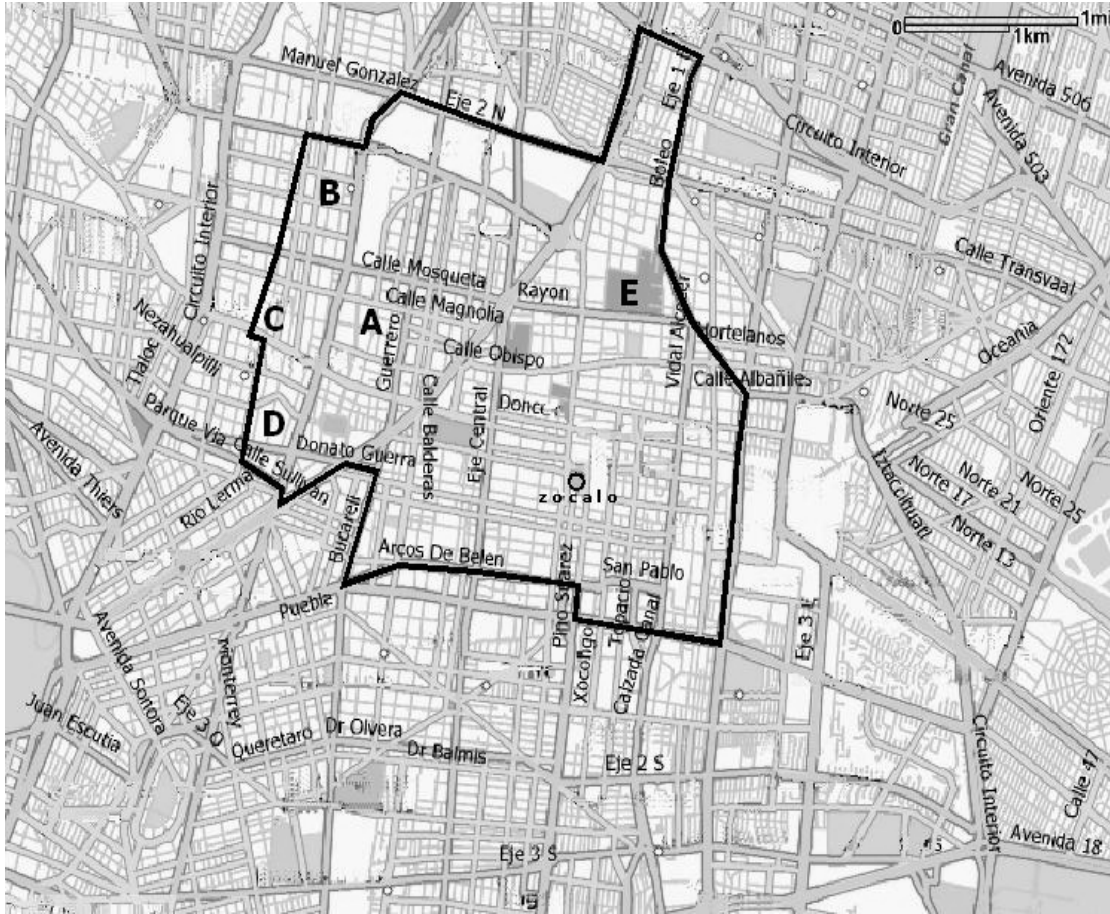 1mi
0
1km
Manuel Gonzalez
Eje 2 N
Eje 1
Avenida 506
Gran Canal
Avenida 503
Circuito Interior
Boleo
B
Circuito Interior
Calle Mosqueta
Calle Transvaal
Rayon
E
Calle Magnolia
C
A
Nezahualpilli
Guerrero
Vidal Alcocer
Hortelanos
Oceania
Calle Obispo
Tlaloc
Calle Albañiles
Oriente 172
Calle Balderas
Parque Via
Calle Sullivan
D
Donato Guerra
Eje Central
Norte 25
Avenida Thiers
Iztaccihuatl
Norte 17
Norte 21
Norte 25
Rio Lerma
zocalo
Norte 13
Bucareli
Arcos De Belen
San Pablo
Pino Suarez
Topacio
Puebla
Xocongo
Calzada Canal
Monterrey
Eje 3 O
Juan Escutia
Queretaro
Dr Olvera
Dr Balmis
Eje 2 S
Circuito Interior
Calle 47
Eje 3 S
Avenida 18